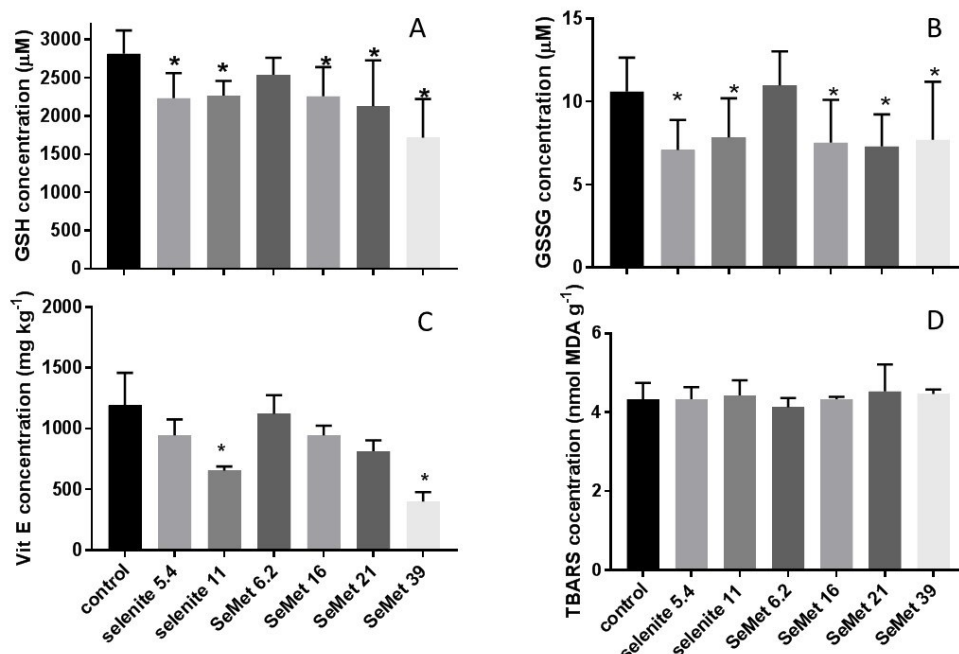 A
GSH concentration (µM)
3000
2500
2000
1500
1000
500
0
* * * * *
B
GSSG concentration (µM)
15
10
5
0
* * * * *
C
Vit E concentration (mg kg⁻¹)
2000
1500
1000
500
0
* *
control
selenite 5.4
selenite 11
SeMet 6.2
SeMet 16
SeMet 21
SeMet 39
D
TBARS cocentration (nmol MDA g⁻¹)
6
4
2
0
control
selenite 5.4
selenite 11
SeMet 6.2
SeMet 16
SeMet 21
SeMet 39